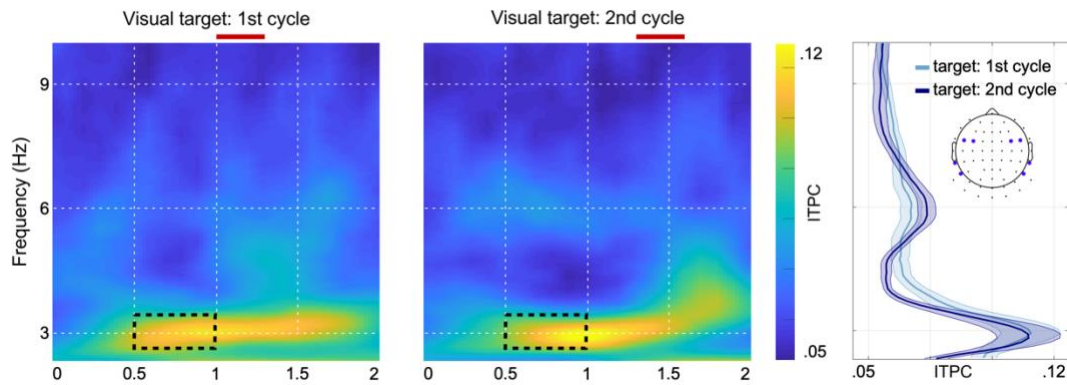 Visual target: 1st cycle
Visual target: 2nd cycle
Frequency (Hz)
9
6
3
0
0.5
1
1.5
2
0
0.5
1
1.5
2
.12
ITPC
.05
target: 1st cycle
target: 2nd cycle
.05
ITPC
.12